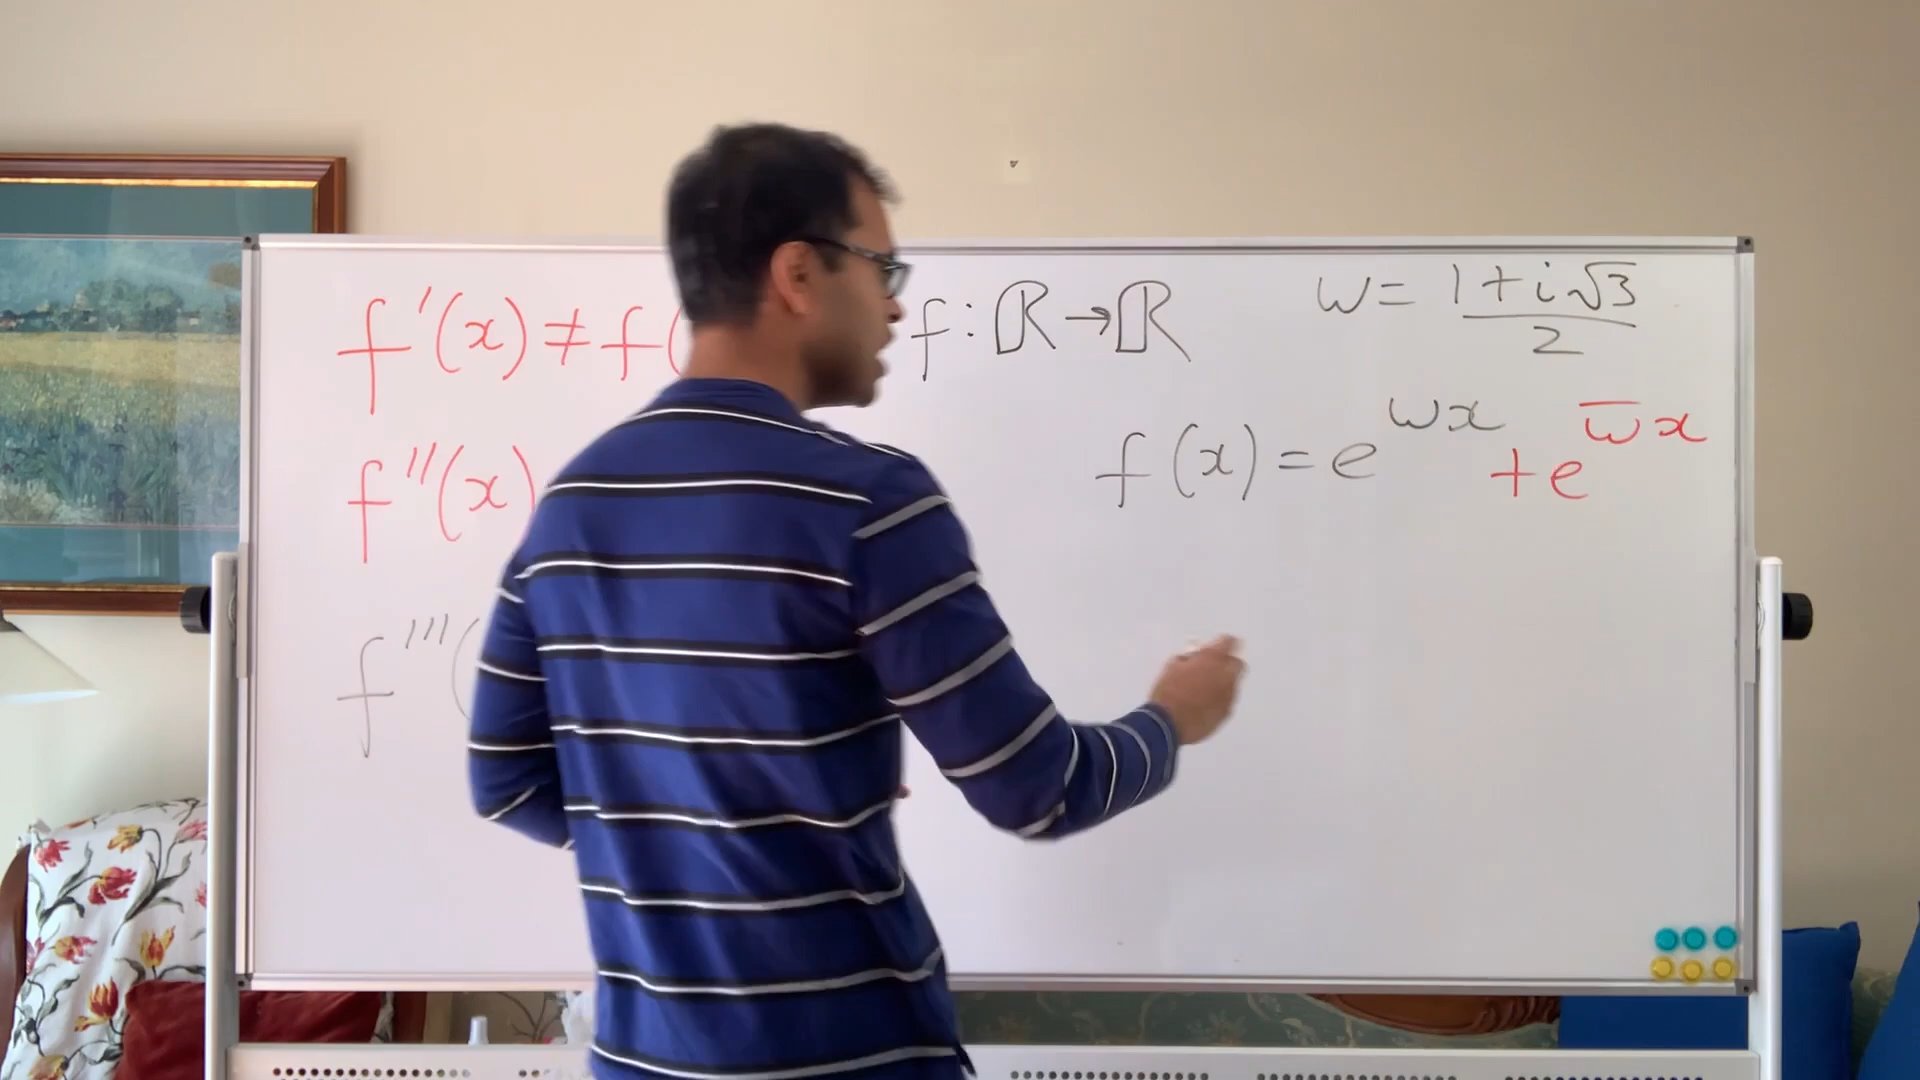 f'(x) ≠ f(
f''(x)
f'''(
f: ℝ → ℝ
w = (1 + i√3)/2
f(x) = e^{wx} + e^{w̅x}